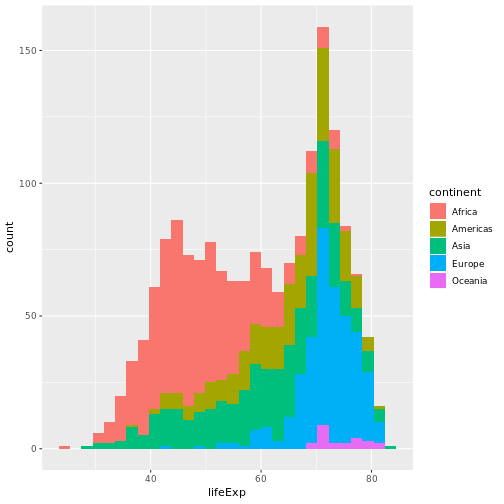 150
100
50
0
count
40
60
80
lifeExp
continent
Africa
Americas
Asia
Europe
Oceania